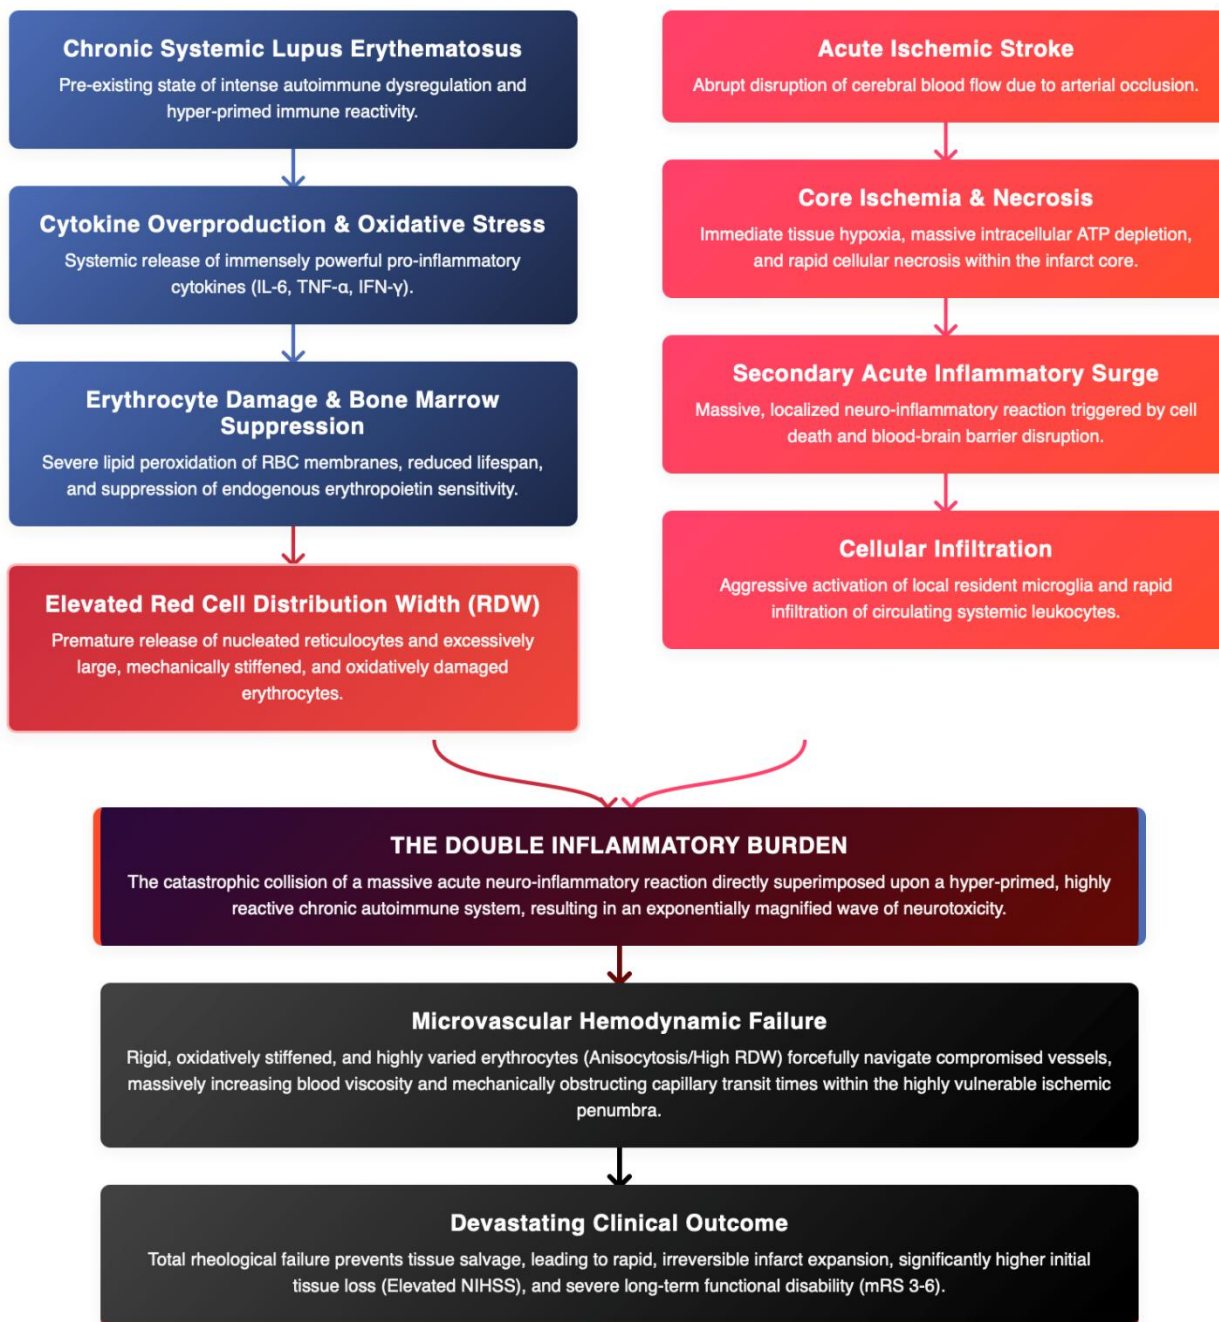 Chronic Systemic Lupus Erythematosus
Pre-existing state of intense autoimmune dysregulation and
hyper-primed immune reactivity.
Cytokine Overproduction & Oxidative Stress
Systemic release of immensely powerful pro-inflammatory
cytokines (IL-6, TNF-α, IFN-γ).
Erythrocyte Damage & Bone Marrow
Suppression
Severe lipid peroxidation of RBC membranes, reduced lifespan,
and suppression of endogenous erythropoietin sensitivity.
Elevated Red Cell Distribution Width (RDW)
Premature release of nucleated reticulocytes and excessively
large, mechanically stiffened, and oxidatively damaged
erythrocytes.
Acute Ischemic Stroke
Abrupt disruption of cerebral blood flow due to arterial occlusion.
Core Ischemia & Necrosis
Immediate tissue hypoxia, massive intracellular ATP depletion,
and rapid cellular necrosis within the infarct core.
Secondary Acute Inflammatory Surge
Massive, localized neuro-inflammatory reaction triggered by cell
death and blood-brain barrier disruption.
Cellular Infiltration
Aggressive activation of local resident microglia and rapid
infiltration of circulating systemic leukocytes.
THE DOUBLE INFLAMMATORY BURDEN
The catastrophic collision of a massive acute neuro-inflammatory reaction directly superimposed upon a hyper-primed, highly
reactive chronic autoimmune system, resulting in an exponentially magnified wave of neurotoxicity.
Microvascular Hemodynamic Failure
Rigid, oxidatively stiffened, and highly varied erythrocytes (Anisocytosis/High RDW) forcefully navigate compromised vessels,
massively increasing blood viscosity and mechanically obstructing capillary transit times within the highly vulnerable ischemic
penumbra.
Devastating Clinical Outcome
Total rheological failure prevents tissue salvage, leading to rapid, irreversible infarct expansion, significantly higher initial
tissue loss (Elevated NIHSS), and severe long-term functional disability (mRS 3-6).